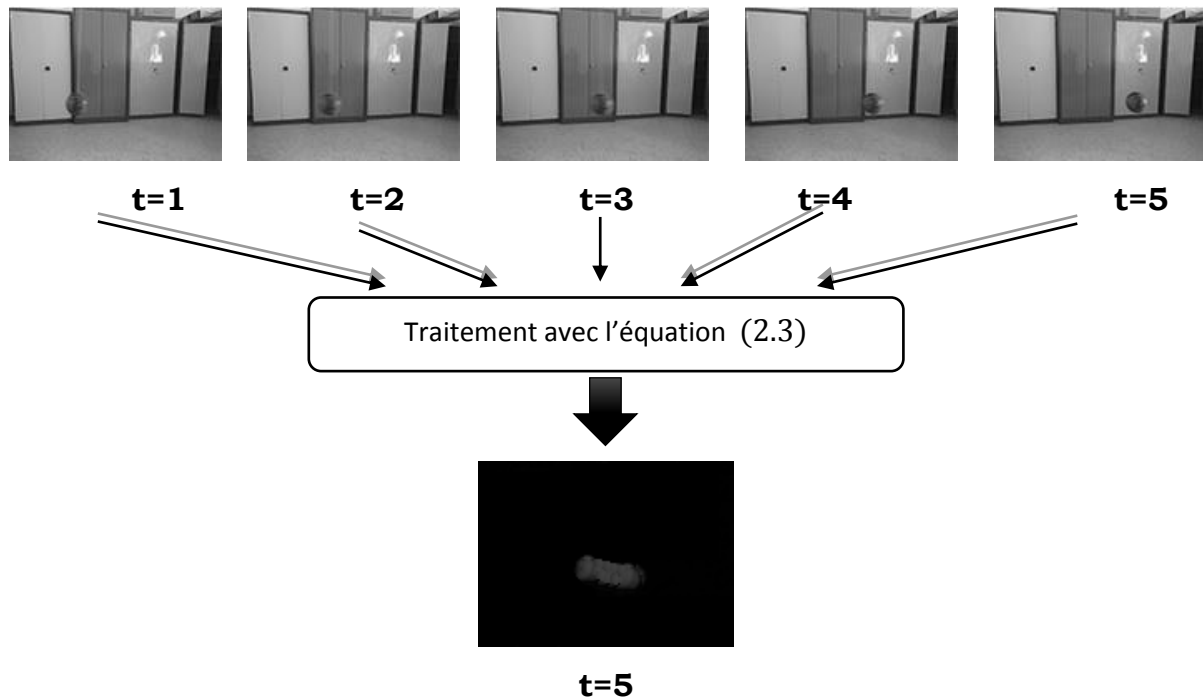 t=1 t=2 t=3 t=4 t=5
Traitement avec l’équation (2.3)
t=5